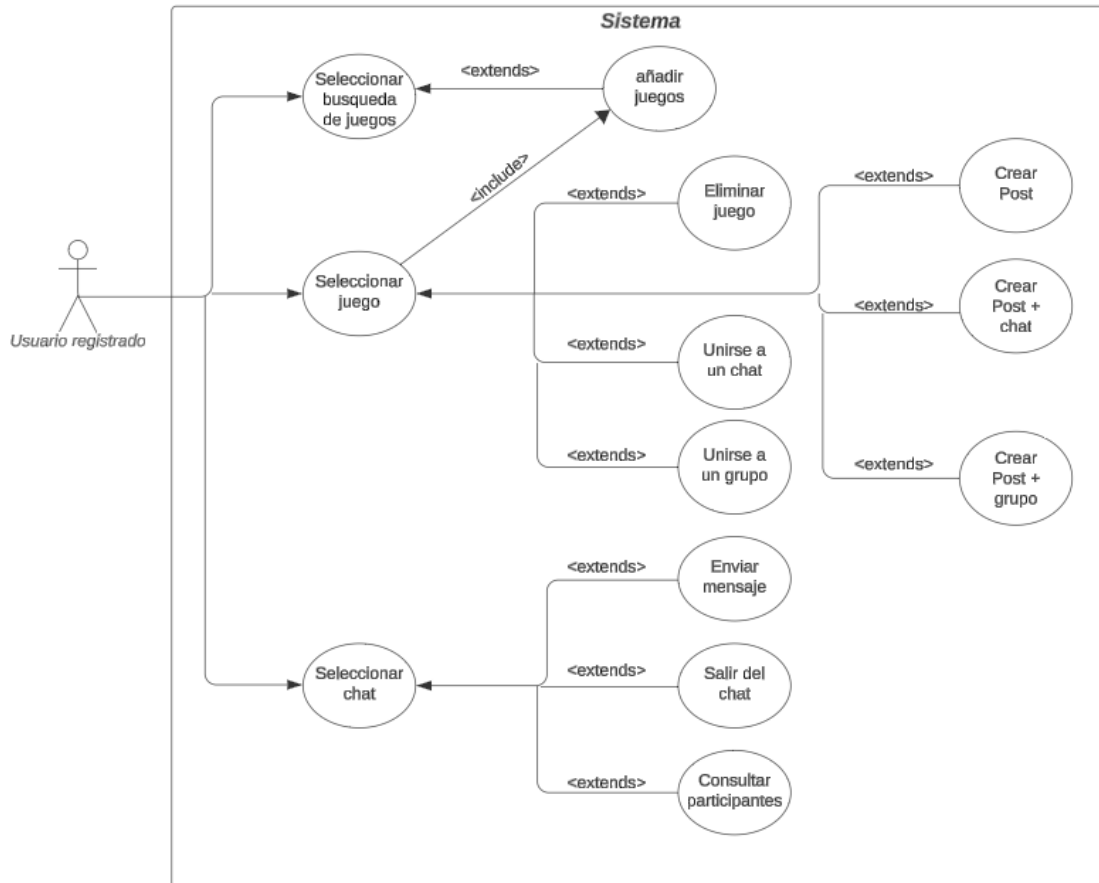 Sistema
Seleccionar
busqueda
de juegos
<extends>
añadir
juegos
<include>
<extends>
Eliminar
juego
<extends>
Crear
Post
Usuario registrado
Seleccionar
juego
<extends>
Crear
Post +
chat
<extends>
Unirse a
un chat
<extends>
Unirse a
un grupo
<extends>
Crear
Post +
grupo
<extends>
Enviar
mensaje
Seleccionar
chat
<extends>
Salir del
chat
<extends>
Consultar
participantes